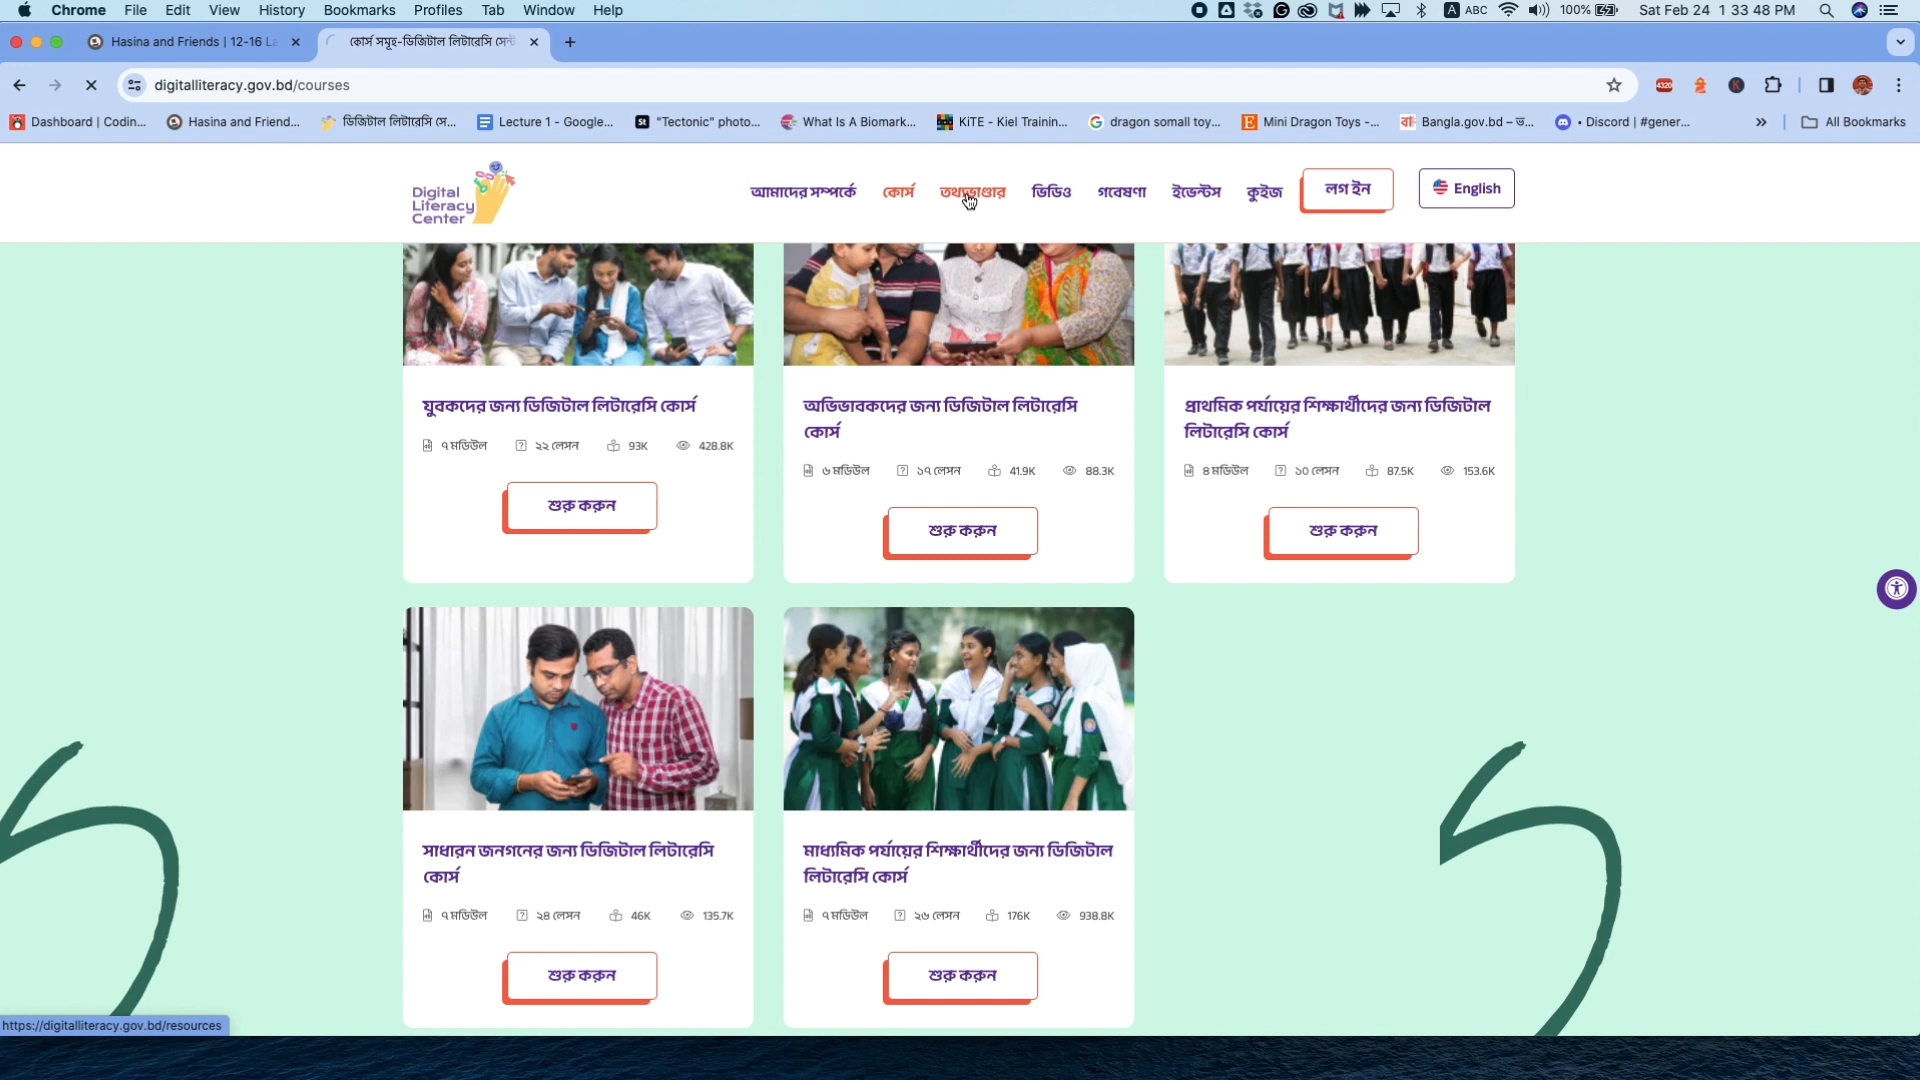 Chrome File Edit View History Bookmarks Profiles Tab Window Help
ABC 100% Sat Feb 24 1 33 48 PM
Hasina and Friends | 12-16 La
কোর্স সমূহ-ডিজিটাল লিটারেসি সেন্ট
digitalliteracy.gov.bd/courses
Dashboard | Codin... Hasina and Friend... ডিজিটাল লিটারেসি সে... Lecture 1 - Google... "Tectonic" photo... What Is A Biomark... KiTE - Kiel Trainin... dragon somall toy... Mini Dragon Toys -... Bangla.gov.bd – ভ... • Discord | #gener... » All Bookmarks
Digital
Literacy
Center
আমাদের সম্পর্কে কোর্স তথ্যভাণ্ডার ভিডিও গবেষণা ইভেন্টস কুইজ লগ ইন English
যুবকদের জন্য ডিজিটাল লিটারেসি কোর্স
৭ মডিউল ২২ লেসন 93K 428.8K
শুরু করুন
অভিভাবকদের জন্য ডিজিটাল লিটারেসি
কোর্স
৬ মডিউল ১৭ লেসন 41.9K 88.3K
শুরু করুন
প্রাথমিক পর্যায়ের শিক্ষার্থীদের জন্য ডিজিটাল
লিটারেসি কোর্স
৪ মডিউল ১০ লেসন 87.5K 153.6K
শুরু করুন
সাধারন জনগনের জন্য ডিজিটাল লিটারেসি
কোর্স
৭ মডিউল ২৪ লেসন 46K 135.7K
শুরু করুন
মাধ্যমিক পর্যায়ের শিক্ষার্থীদের জন্য ডিজিটাল
লিটারেসি কোর্স
৭ মডিউল ২৬ লেসন 176K 938.8K
শুরু করুন
https://digitalliteracy.gov.bd/resources